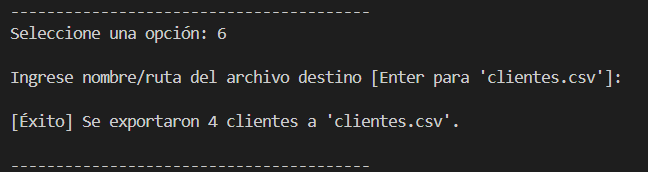 ----------------------------------------
Seleccione una opción: 6
Ingrese nombre/ruta del archivo destino [Enter para 'clientes.csv']:
[Éxito] Se exportaron 4 clientes a 'clientes.csv'.
----------------------------------------